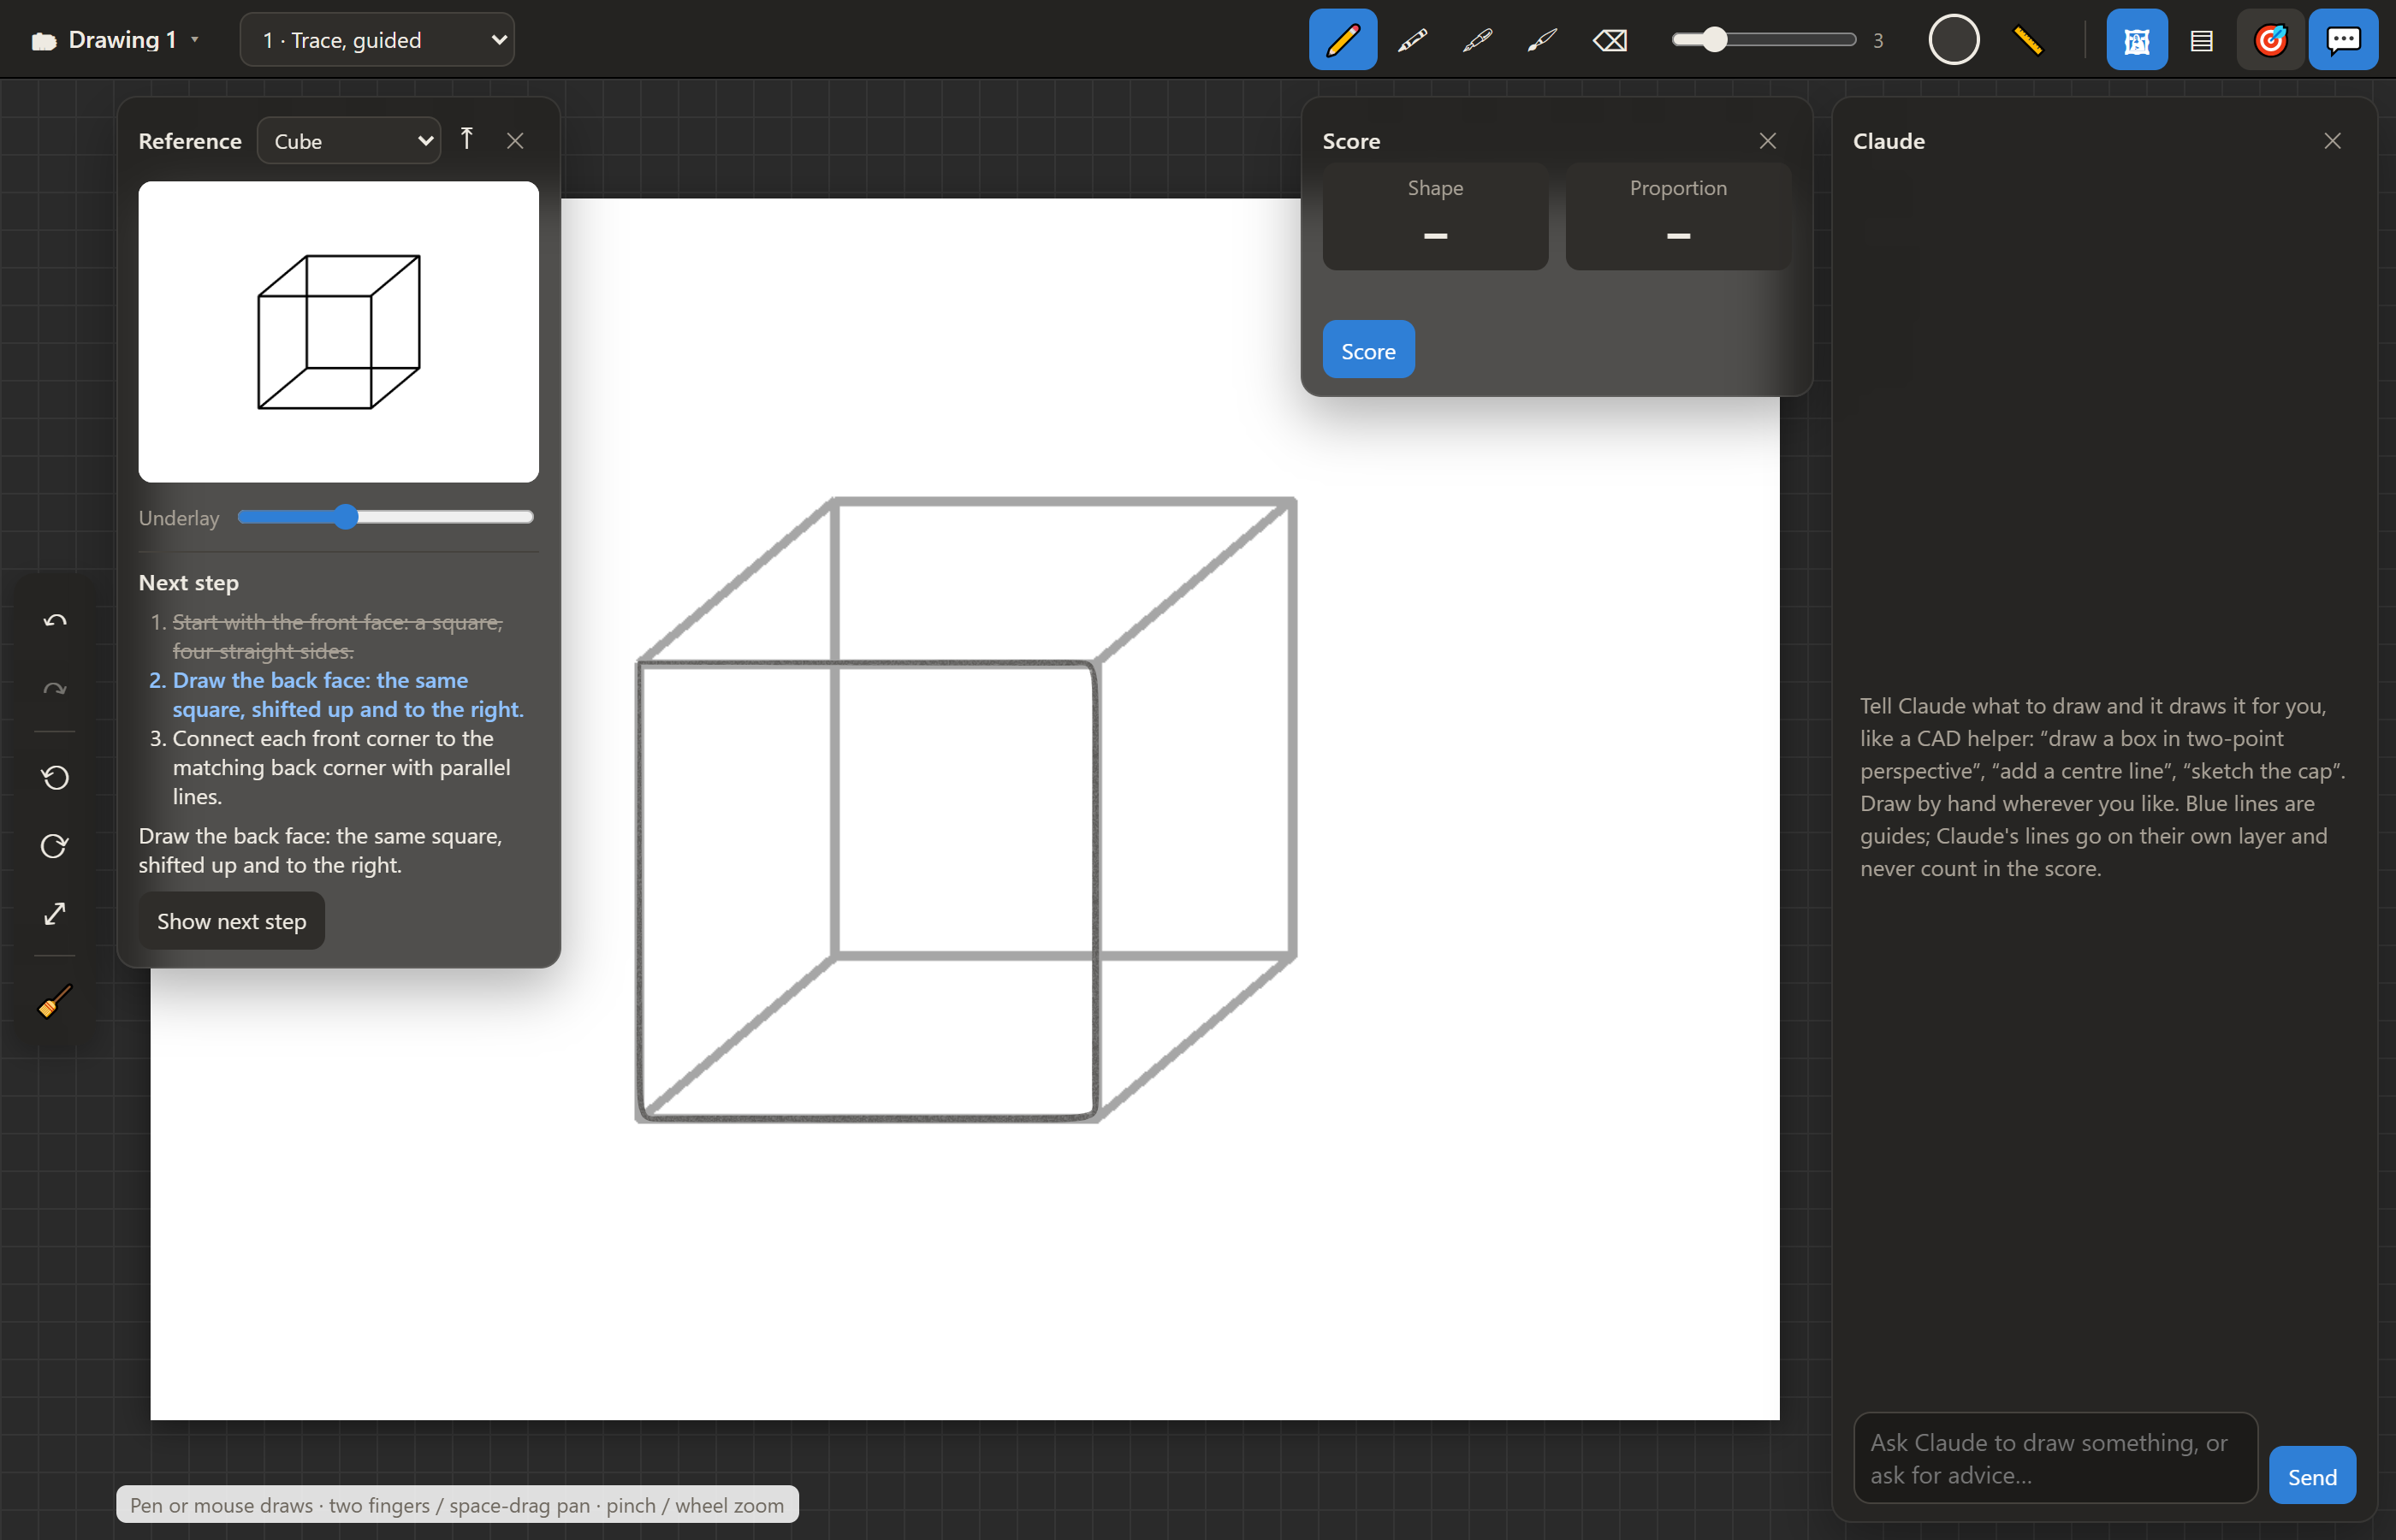 Drawing 1
1 · Trace, guided
3
Reference
Cube
Underlay
Next step
1. Start with the front face: a square,
four straight sides.
2. Draw the back face: the same
square, shifted up and to the right.
3. Connect each front corner to the
matching back corner with parallel
lines.
Draw the back face: the same square,
shifted up and to the right.
Show next step
Score
Shape
–
Proportion
–
Score
Claude
Tell Claude what to draw and it draws it for you,
like a CAD helper: “draw a box in two-point
perspective”, “add a centre line”, “sketch the cap”.
Draw by hand wherever you like. Blue lines are
guides; Claude's lines go on their own layer and
never count in the score.
Ask Claude to draw something, or
ask for advice...
Send
Pen or mouse draws · two fingers / space-drag pan · pinch / wheel zoom